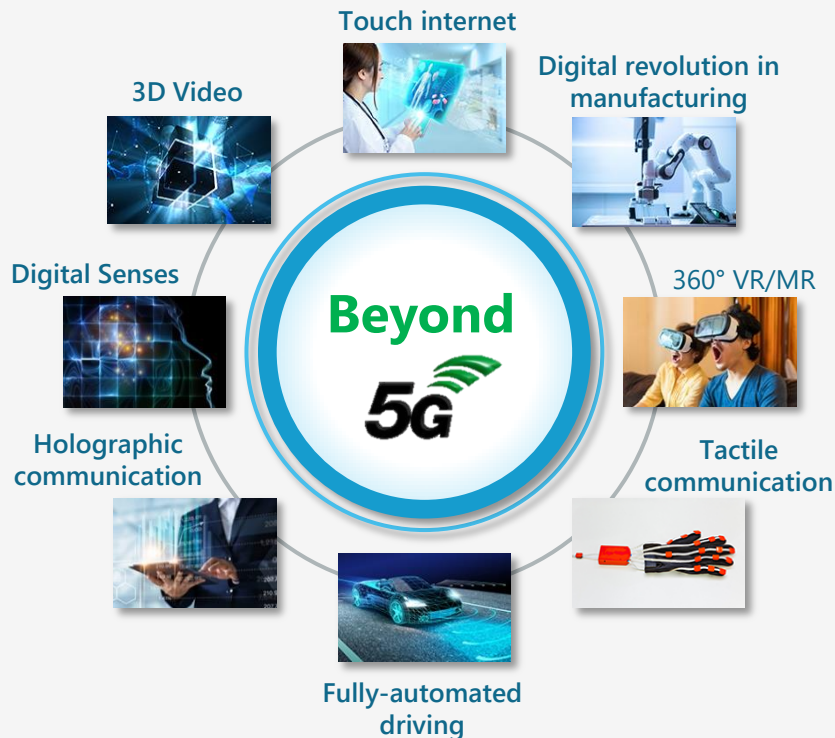 Touch internet
Digital revolution in
manufacturing
3D Video
Digital Senses
360° VR/MR
Beyond
5G
Holographic
communication
Tactile
communication
Fully-automated
driving